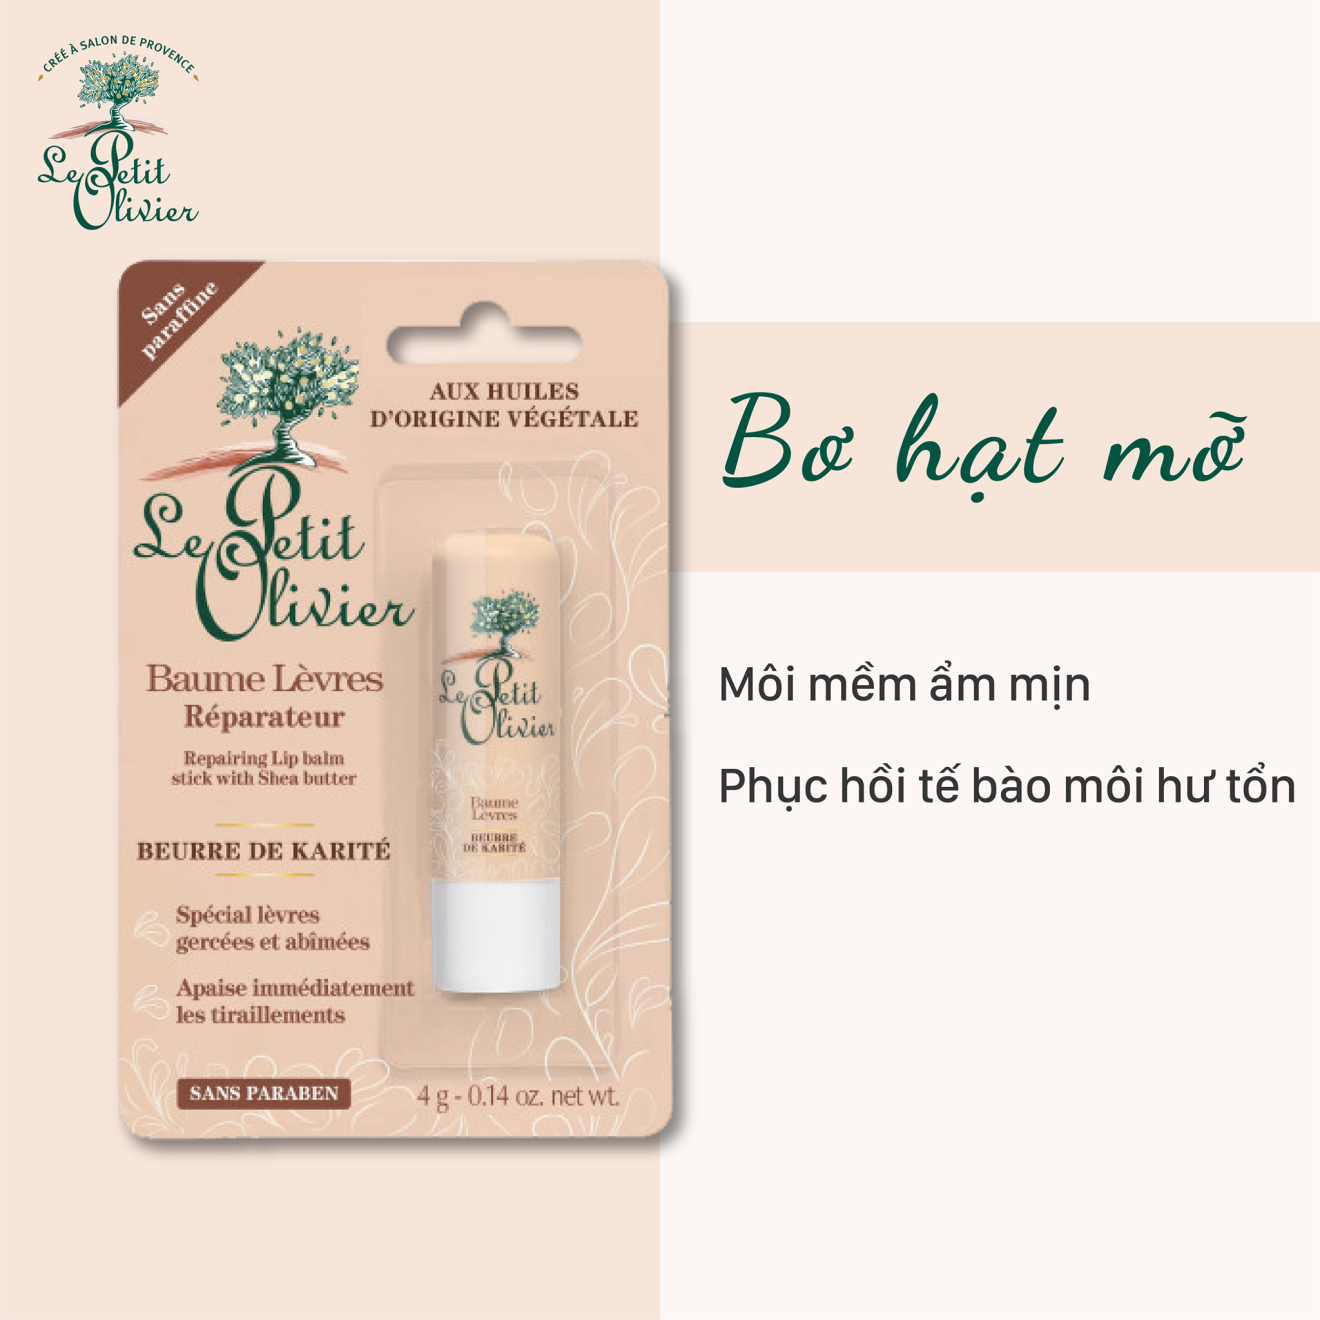 CRÉÉ À SALON DE PROVENCE
Le Petit
Olivier
Sans
paraffine
AUX HUILES
D'ORIGINE VÉGÉTALE
Le Petit
Olivier
Baume Lèvres
Réparateur
Repairing Lip balm
stick with Shea butter
BEURRE DE KARITÉ
Spécial lèvres
gercées et abîmées
Apaise immédiatement
les tiraillements
SANS PARABEN
4 g - 0.14 oz. net wt.
Le Petit
Olivier
Baume
Lèvres
BEURRE
DE KARITÉ
Bơ hạt mỡ
Môi mềm ẩm mịn
Phục hồi tế bào môi hư tổn